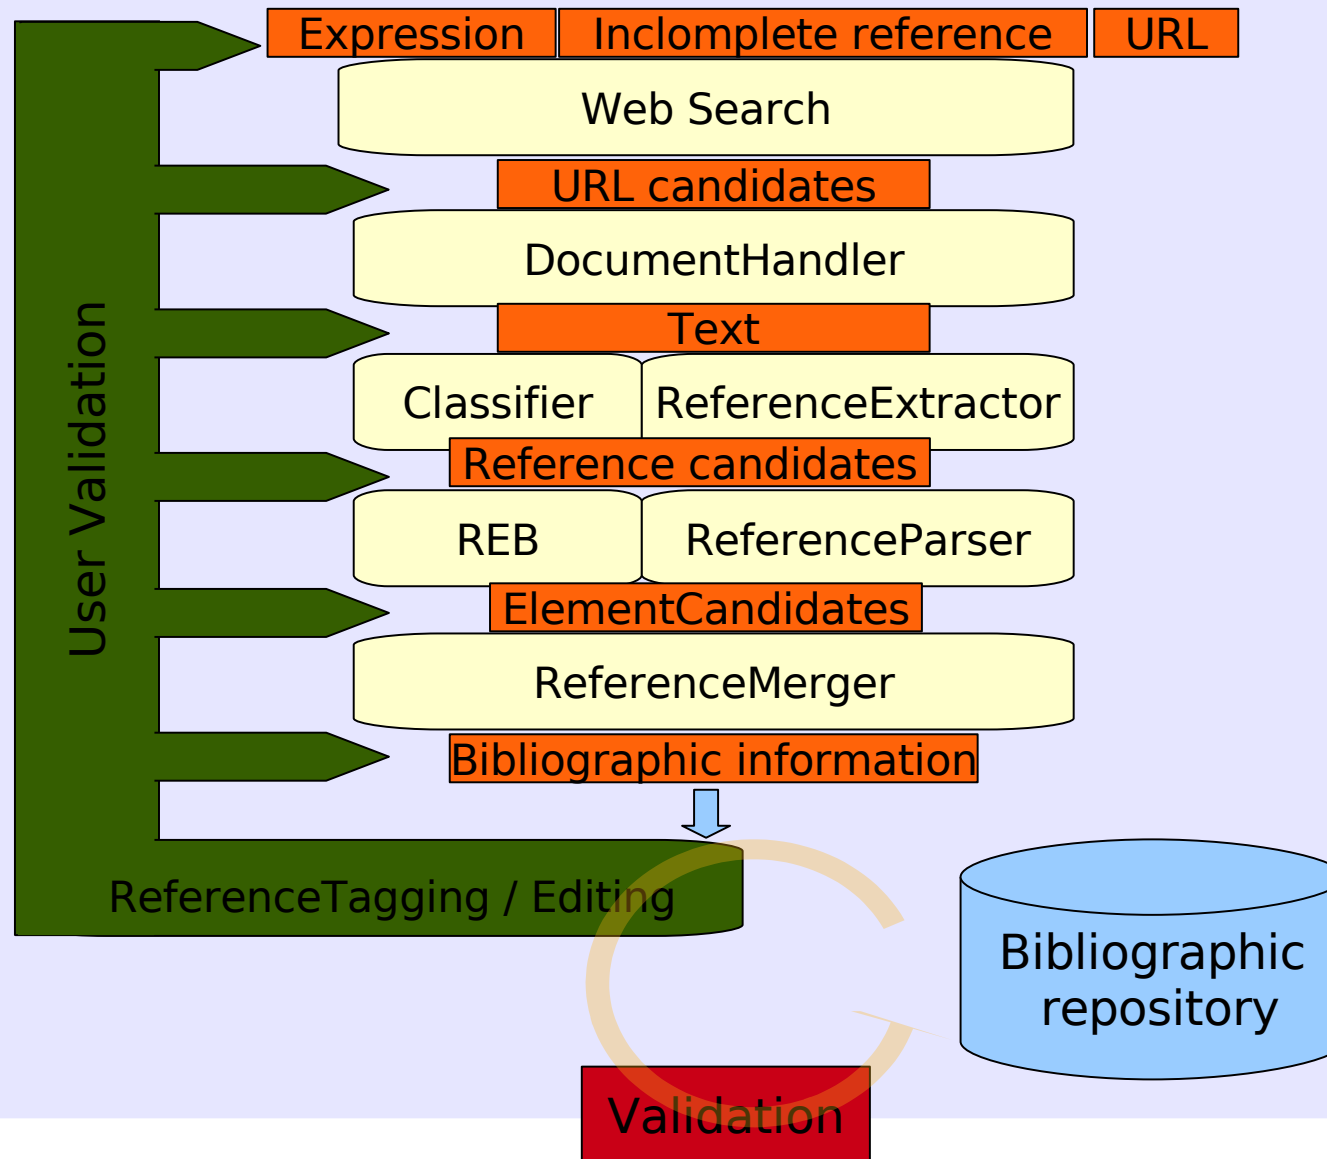 Expression
Inclomplete reference
URL
Web Search
URL candidates
DocumentHandler
Text
Classifier
ReferenceExtractor
Reference candidates
REB
ReferenceParser
ElementCandidates
ReferenceMerger
Bibliographic information
User Validation
ReferenceTagging / Editing
Bibliographic
repository
Validation